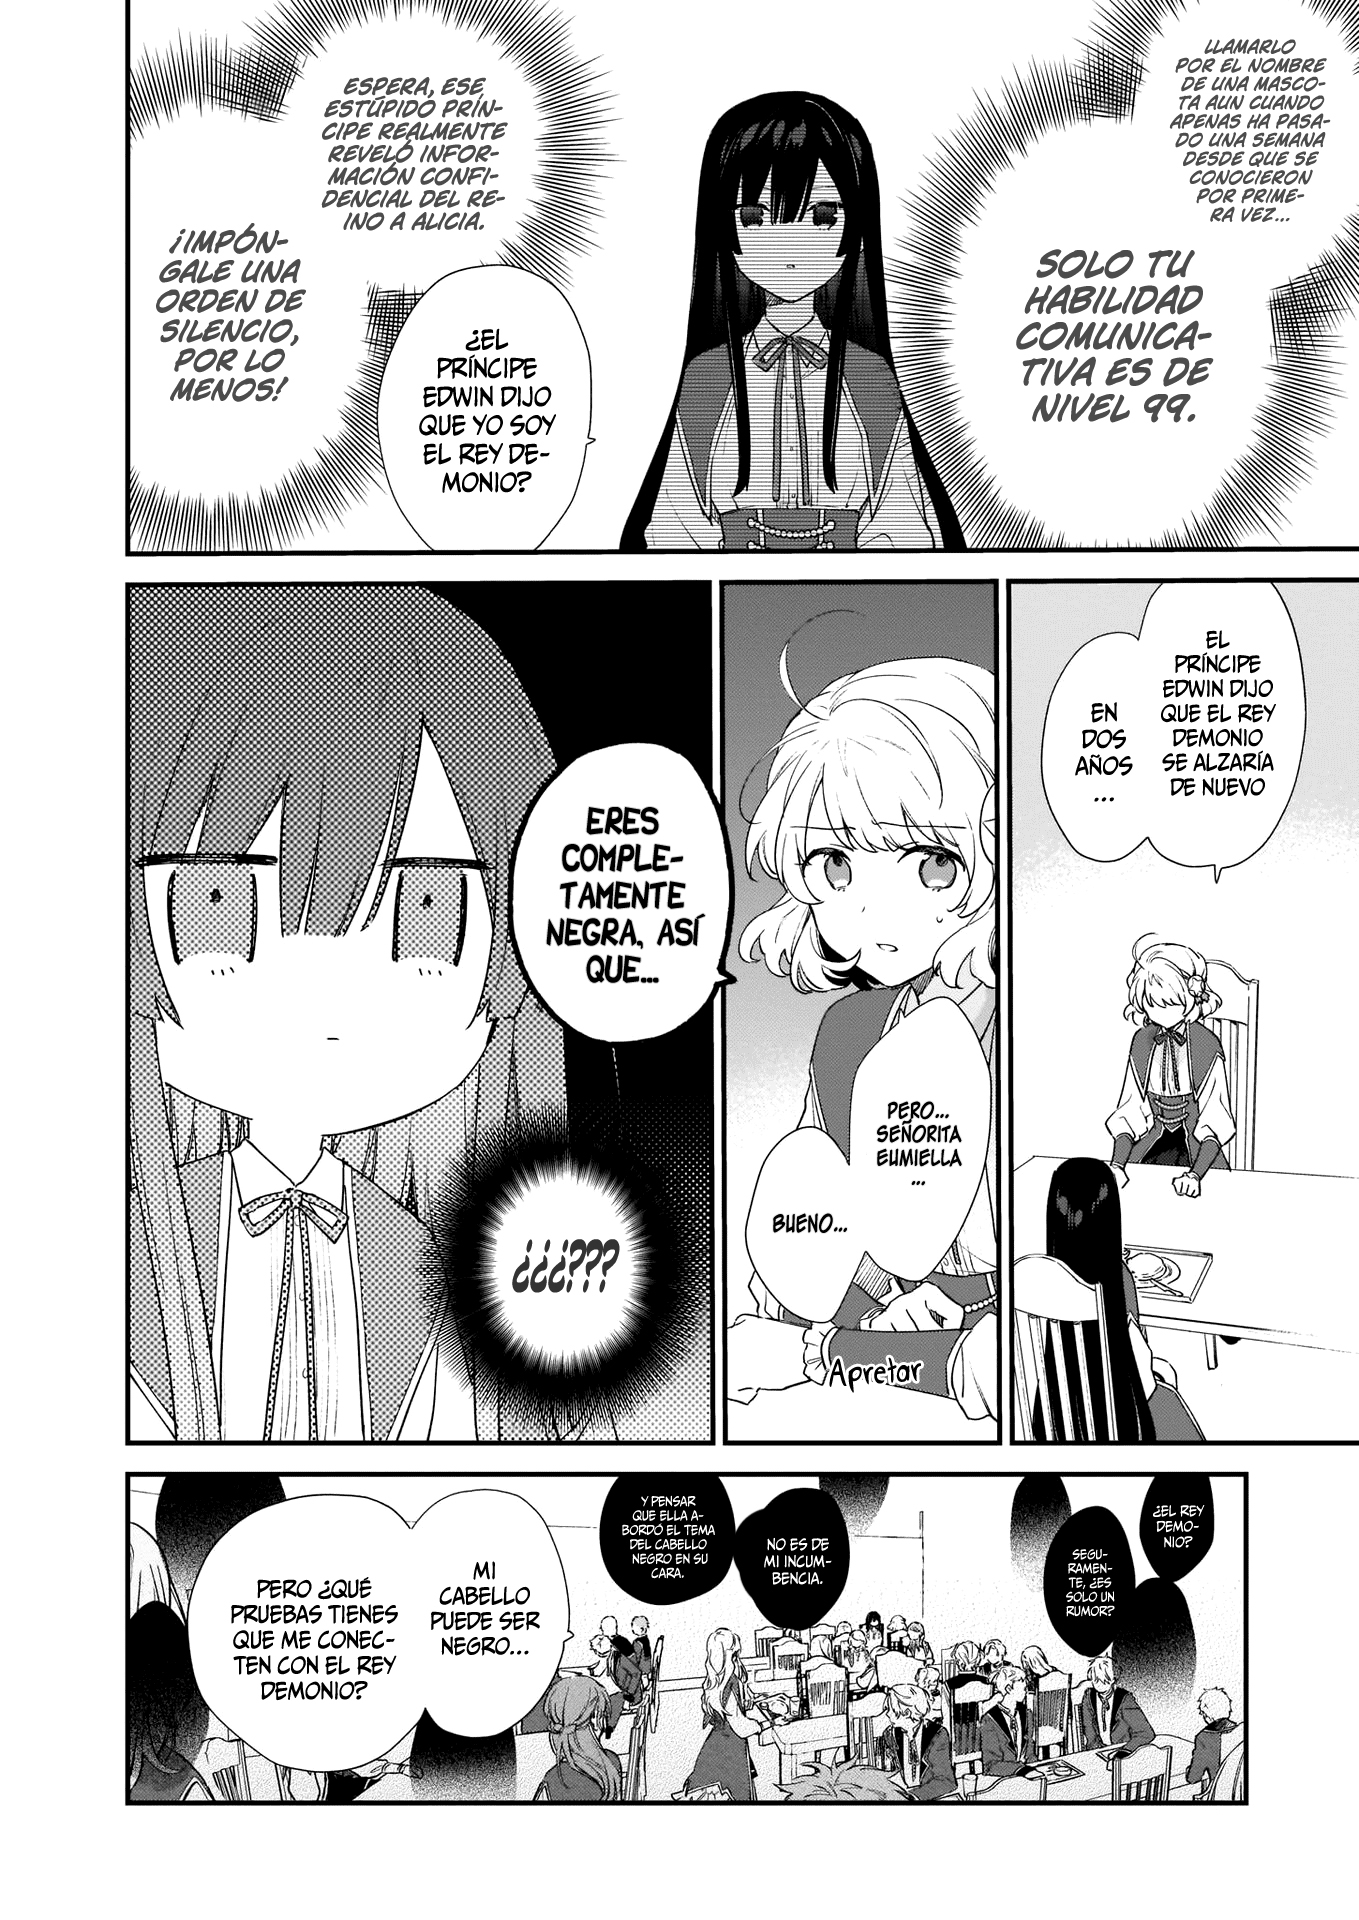 LLAMARLO
POR EL NOMBRE
DE UNA MASCO-
TA AUN CUANDO
APENAS HA PASA-
DO UNA SEMANA
DESDE QUE SE
CONOCIERON
POR PRIME-
RA VEZ...
SOLO TU
HABILIDAD
COMUNICA-
TIVA ES DE
NIVEL 99.
ESPERA, ESE
ESTÚPIDO PRÍN-
CIPE REALMENTE
REVELÓ INFOR-
MACIÓN CONFI-
DENCIAL DEL RE-
INO A ALICIA.
¡IMPÓN-
GALE UNA
ORDEN DE
SILENCIO,
POR LO
MENOS!
¿EL
PRÍNCIPE
EDWIN DIJO
QUE YO SOY
EL REY DE-
MONIO?
EL
PRÍNCIPE
EDWIN DIJO
QUE EL REY
DEMONIO
SE ALZARÍA
DE NUEVO
EN
DOS
AÑOS
...
PERO...
SEÑORITA
EUMIELLA
...
BUENO...
Apretar
ERES
COMPLE-
TAMENTE
NEGRA, ASÍ
QUE...
¿¿¿???
¿EL REY
DEMO-
NIO?
SEGU-
RAMEN-
TE, ¿ES
SOLO UN
RUMOR?
NO ES DE
MI INCUM-
BENCIA.
Y PENSAR
QUE ELLA A-
BORDÓ EL TEMA
DEL CABELLO
NEGRO EN SU
CARA.
MI
CABELLO
PUEDE SER
NEGRO...
PERO ¿QUÉ
PRUEBAS TIENES
QUE ME CONEC-
TEN CON EL REY
DEMONIO?